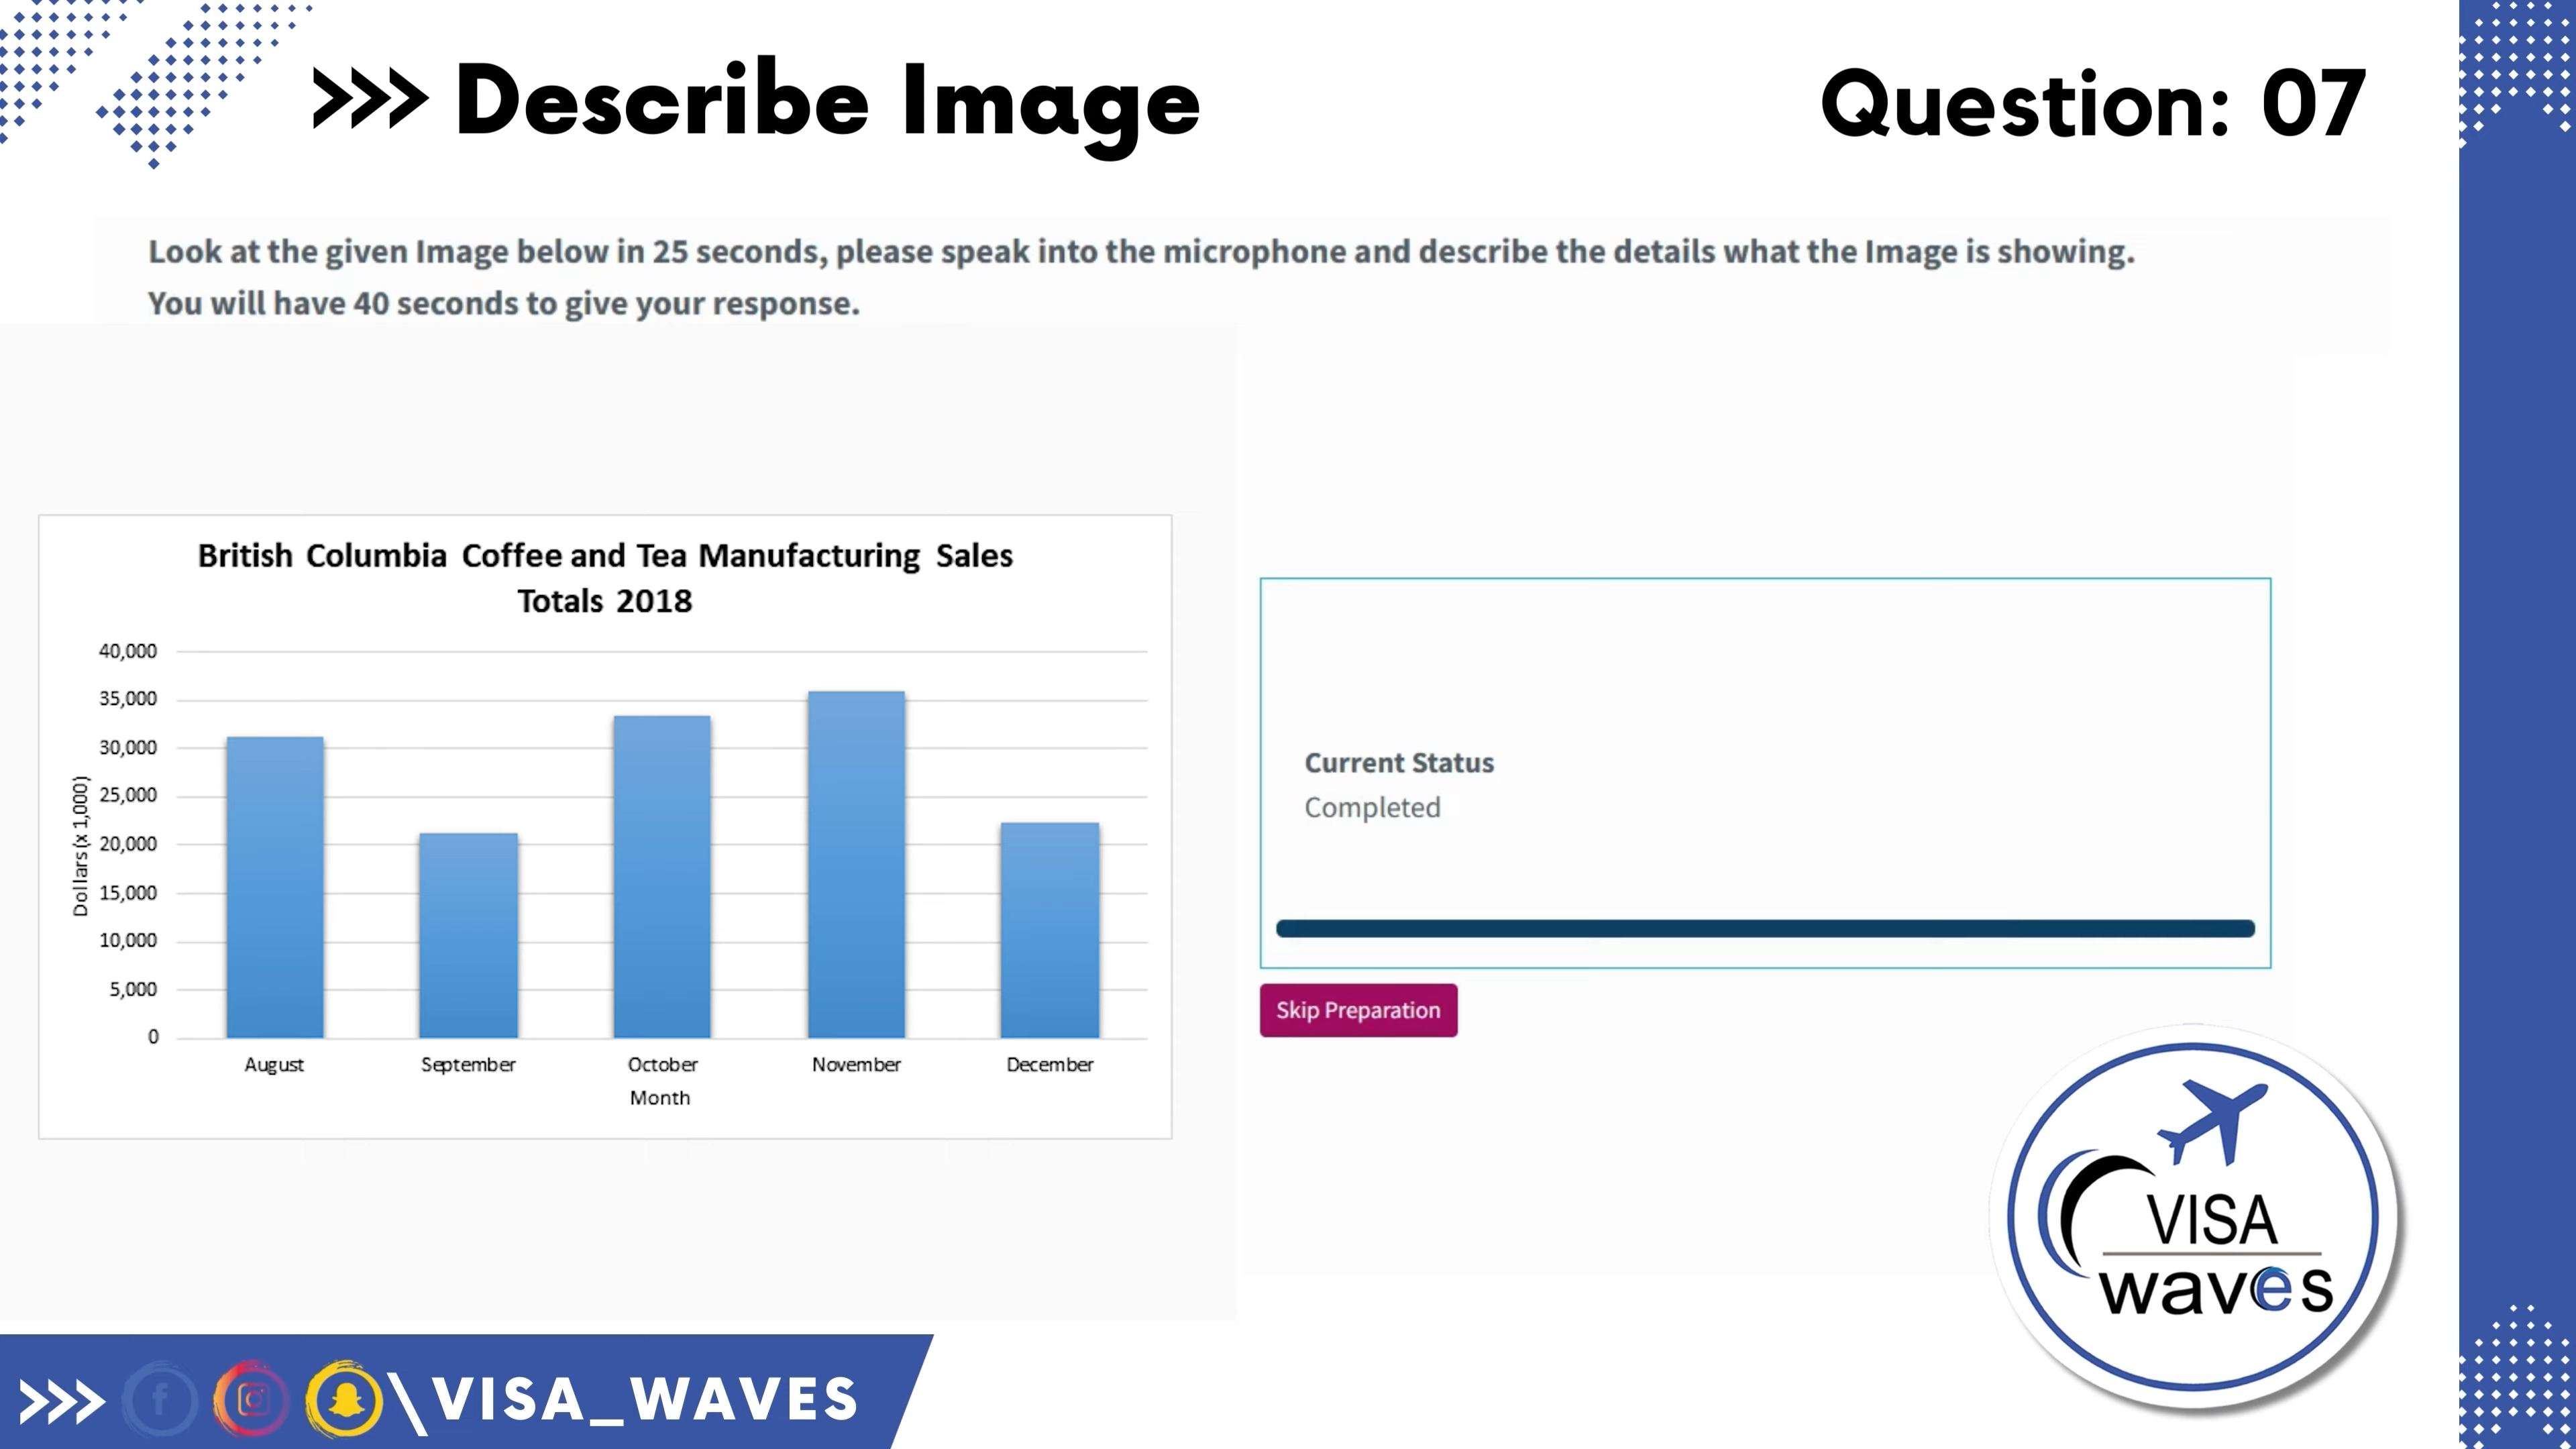 >>> Describe Image
Question: 07
Look at the given Image below in 25 seconds, please speak into the microphone and describe the details what the Image is showing.
You will have 40 seconds to give your response.
British Columbia Coffee and Tea Manufacturing Sales
Totals 2018
Dollars (x 1,000)
40,000
35,000
30,000
25,000
20,000
15,000
10,000
5,000
0
August September October November December
Month
Current Status
Completed
Skip Preparation
VISA
waves
>>> \VISA_WAVES